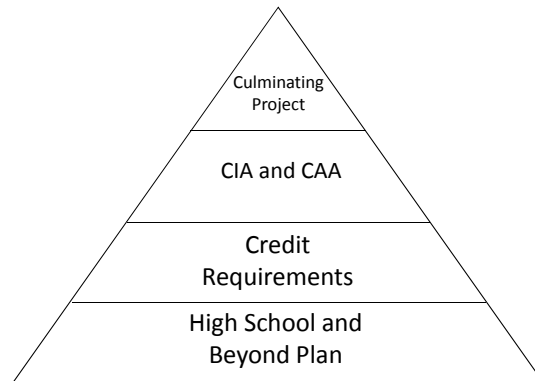 Culminating
Project
CIA and CAA
Credit
Requirements
High School and
Beyond Plan